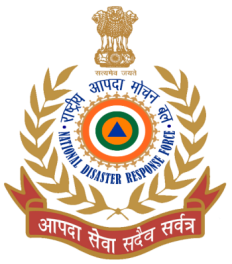 सत्यमेव जयते
राष्ट्रीय आपदा मोचन बल
NATIONAL DISASTER RESPONSE FORCE
आपदा सेवा सदैव सर्वत्र